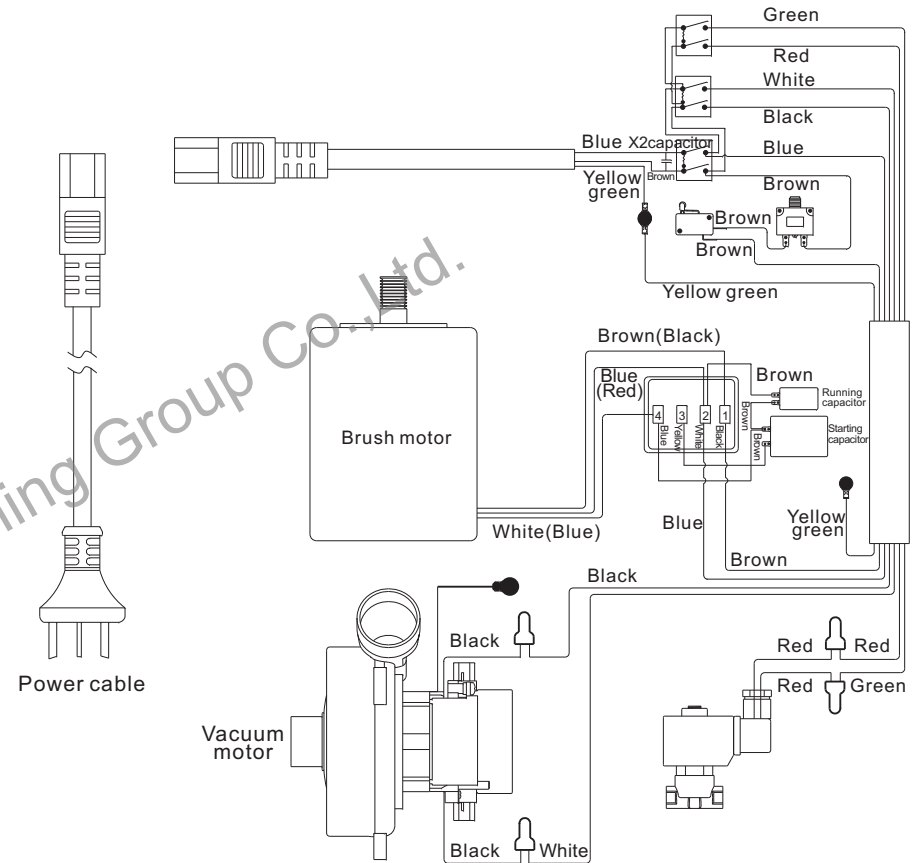 Green
Red
White
Black
Blue X2capacitor
Blue
Yellow
green
Brown
Brown
Brown
Brown
Yellow green
Brown(Black)
Blue
(Red)
Brown
Running
capacitor
4 3 2 1
Blue
Yellow
White
Black
Brown
Brown
Starting
capacitor
Brush motor
White(Blue)
Blue
Yellow
green
Brown
Black
Black
Red
Red
Red
Green
Power cable
Vacuum
motor
Black
White
ing Group Co.,Ltd.